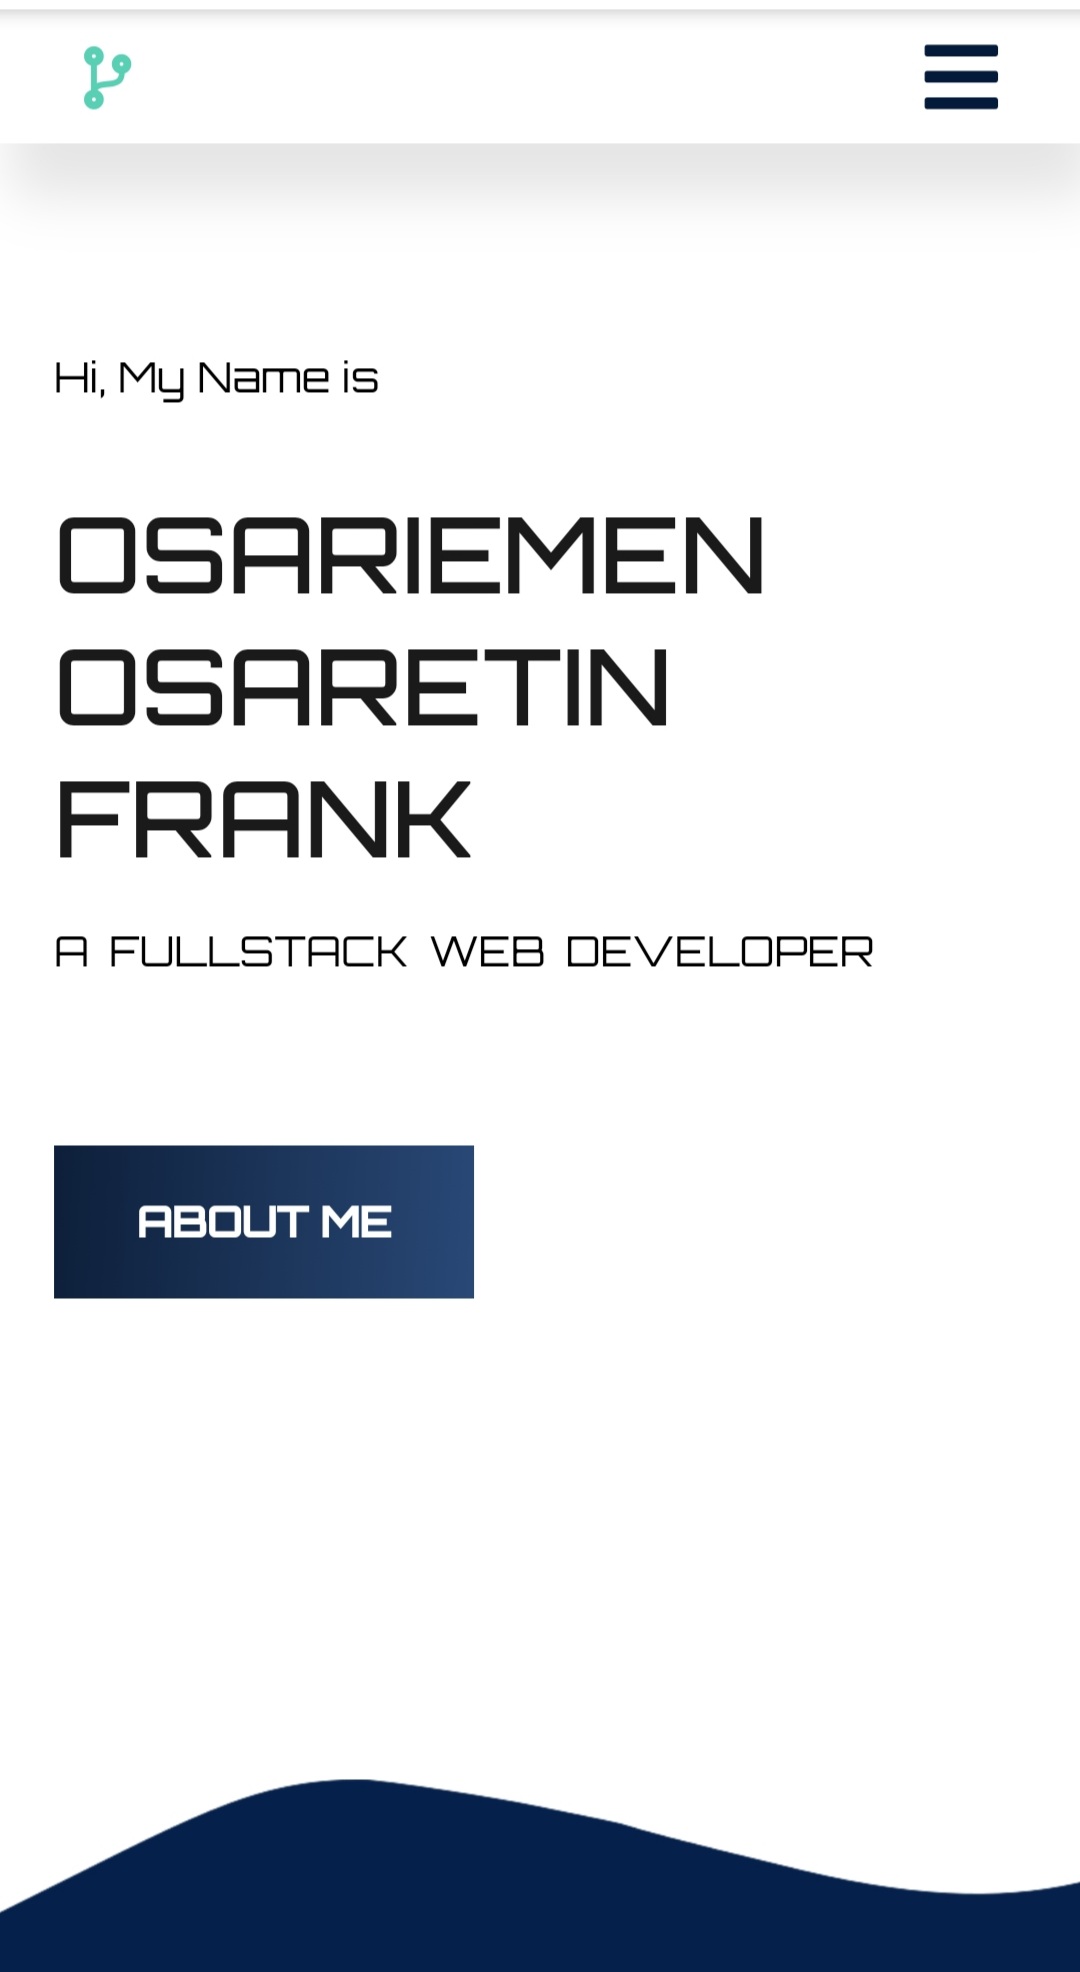 Hi, My Name is
OSARIEMEN
OSARETIN
FRANK
A FULLSTACK WEB DEVELOPER
ABOUT ME